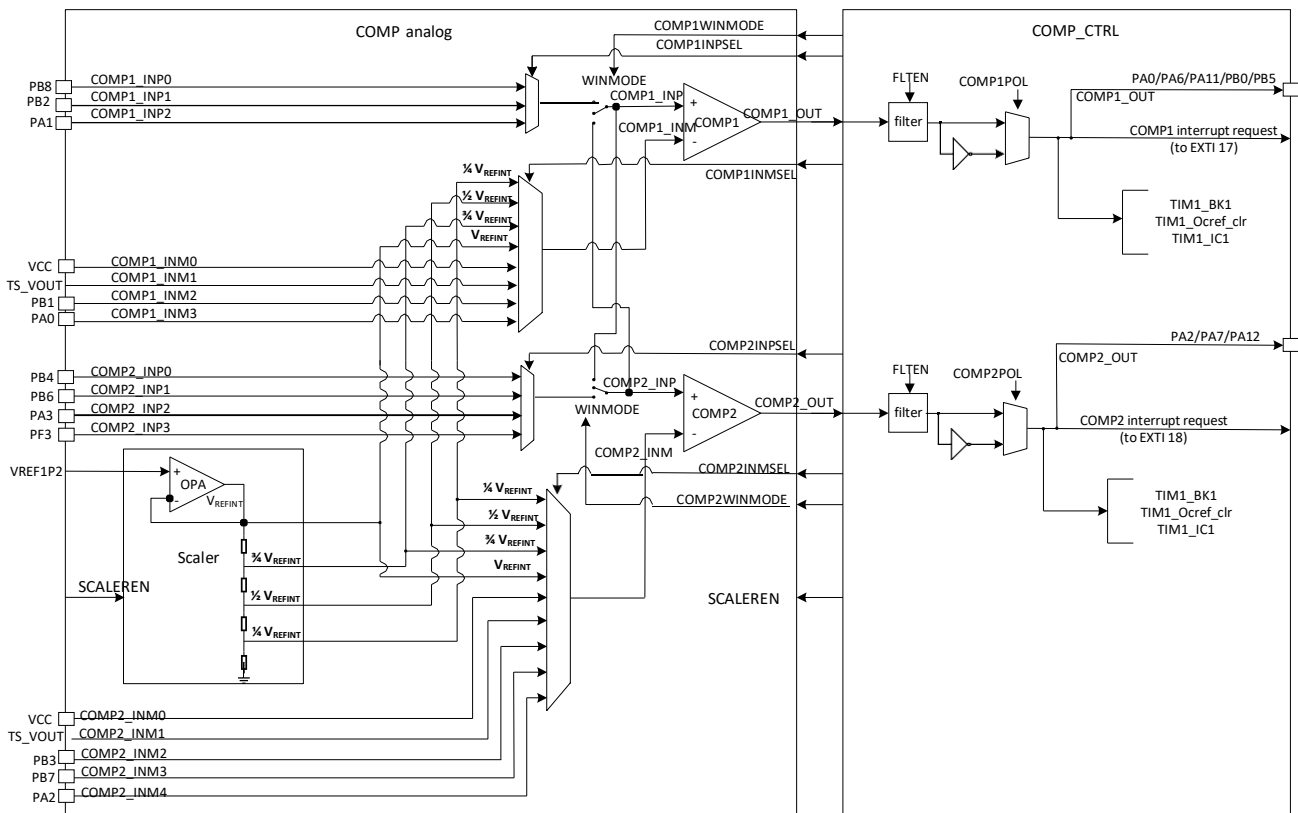 COMP analog
COMP_CTRL
COMP1WINMODE
COMP1INPSEL
WINMODE
PB8
COMP1_INP0
PB2
COMP1_INP1
PA1
COMP1_INP2
COMP1_INP
COMP1_INM
+
COMP1
-
COMP1_OUT
FLTEN
filter
COMP1POL
PA0/PA6/PA11/PB0/PB5
COMP1_OUT
COMP1 interrupt request
(to EXTI 17)
TIM1_BK1
TIM1_Ocref_clr
TIM1_IC1
COMP1INMSEL
¼ VREFINT
½ VREFINT
¾ VREFINT
VREFINT
VCC
COMP1_INM0
TS_VOUT
COMP1_INM1
PB1
COMP1_INM2
PA0
COMP1_INM3
COMP2INPSEL
PB4
COMP2_INP0
PB6
COMP2_INP1
PA3
COMP2_INP2
PF3
COMP2_INP3
COMP2_INP
WINMODE
+
COMP2
-
COMP2_OUT
COMP2_INM
FLTEN
filter
COMP2POL
PA2/PA7/PA12
COMP2_OUT
COMP2 interrupt request
(to EXTI 18)
TIM1_BK1
TIM1_Ocref_clr
TIM1_IC1
COMP2INMSEL
COMP2WINMODE
SCALEREN
VREF1P2
+
OPA
-
VREFINT
Scaler
¾ VREFINT
½ VREFINT
¼ VREFINT
SCALEREN
¼ VREFINT
½ VREFINT
¾ VREFINT
VREFINT
VCC
COMP2_INM0
TS_VOUT
COMP2_INM1
PB3
COMP2_INM2
PB7
COMP2_INM3
PA2
COMP2_INM4